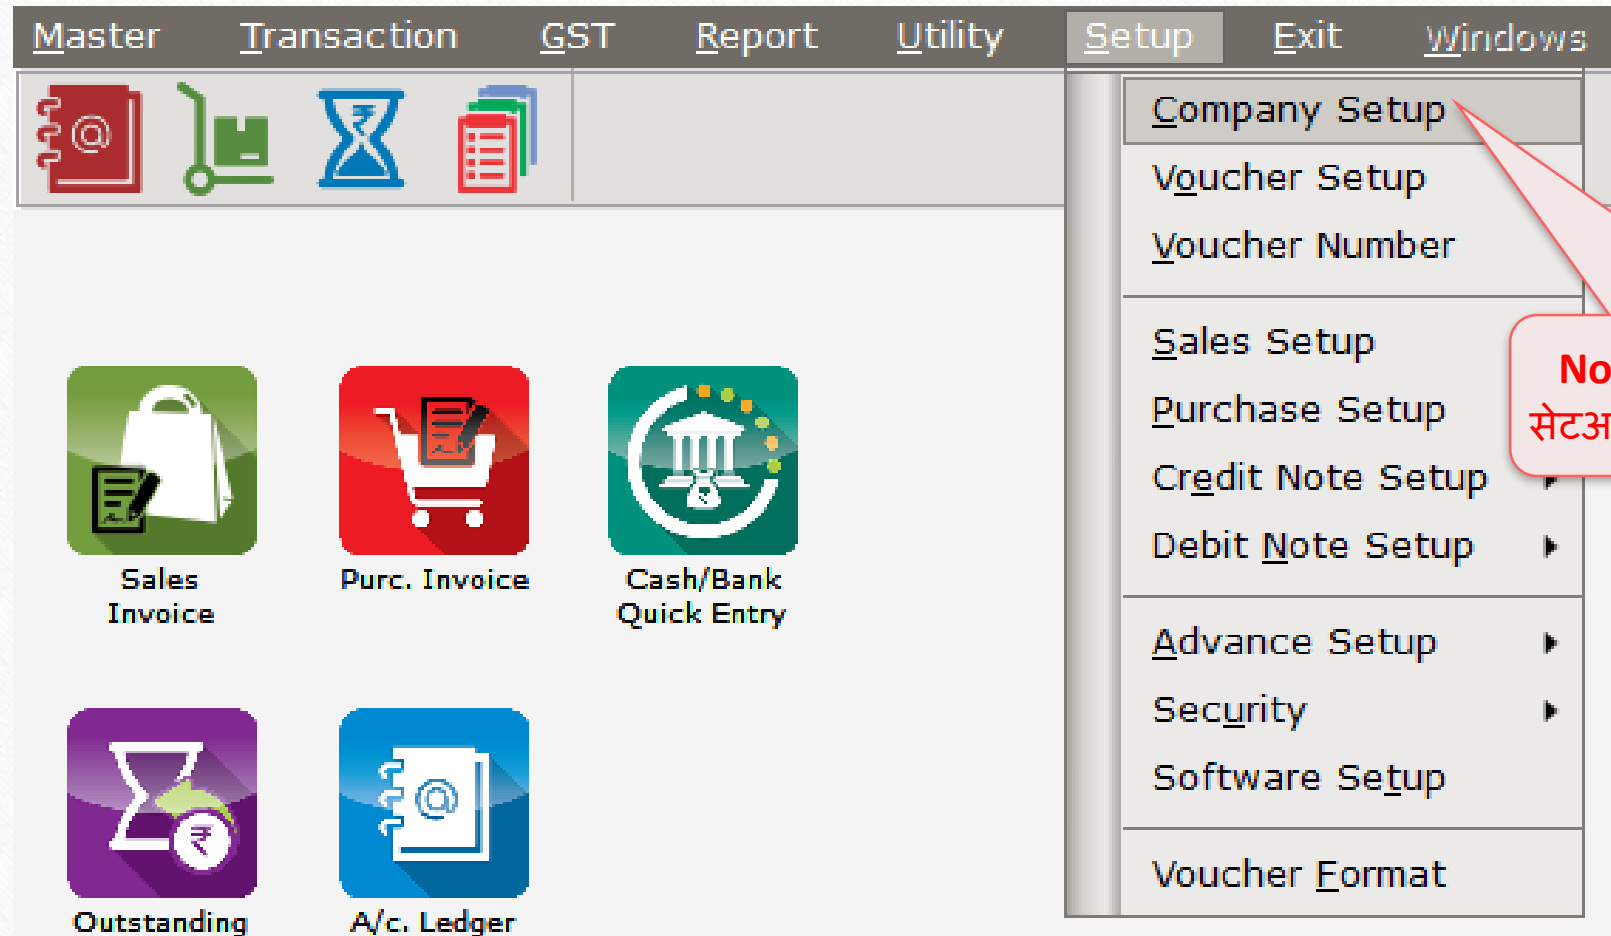 Master Transaction GST Report Utility Setup Exit Windows
Company Setup
Voucher Setup
Voucher Number
Sales Setup
Purchase Setup
Credit Note Setup
Debit Note Setup
Advance Setup
Security
Software Setup
Voucher Format
Sales
Invoice
Purc. Invoice
Cash/Bank
Quick Entry
Outstanding
A/c. Ledger